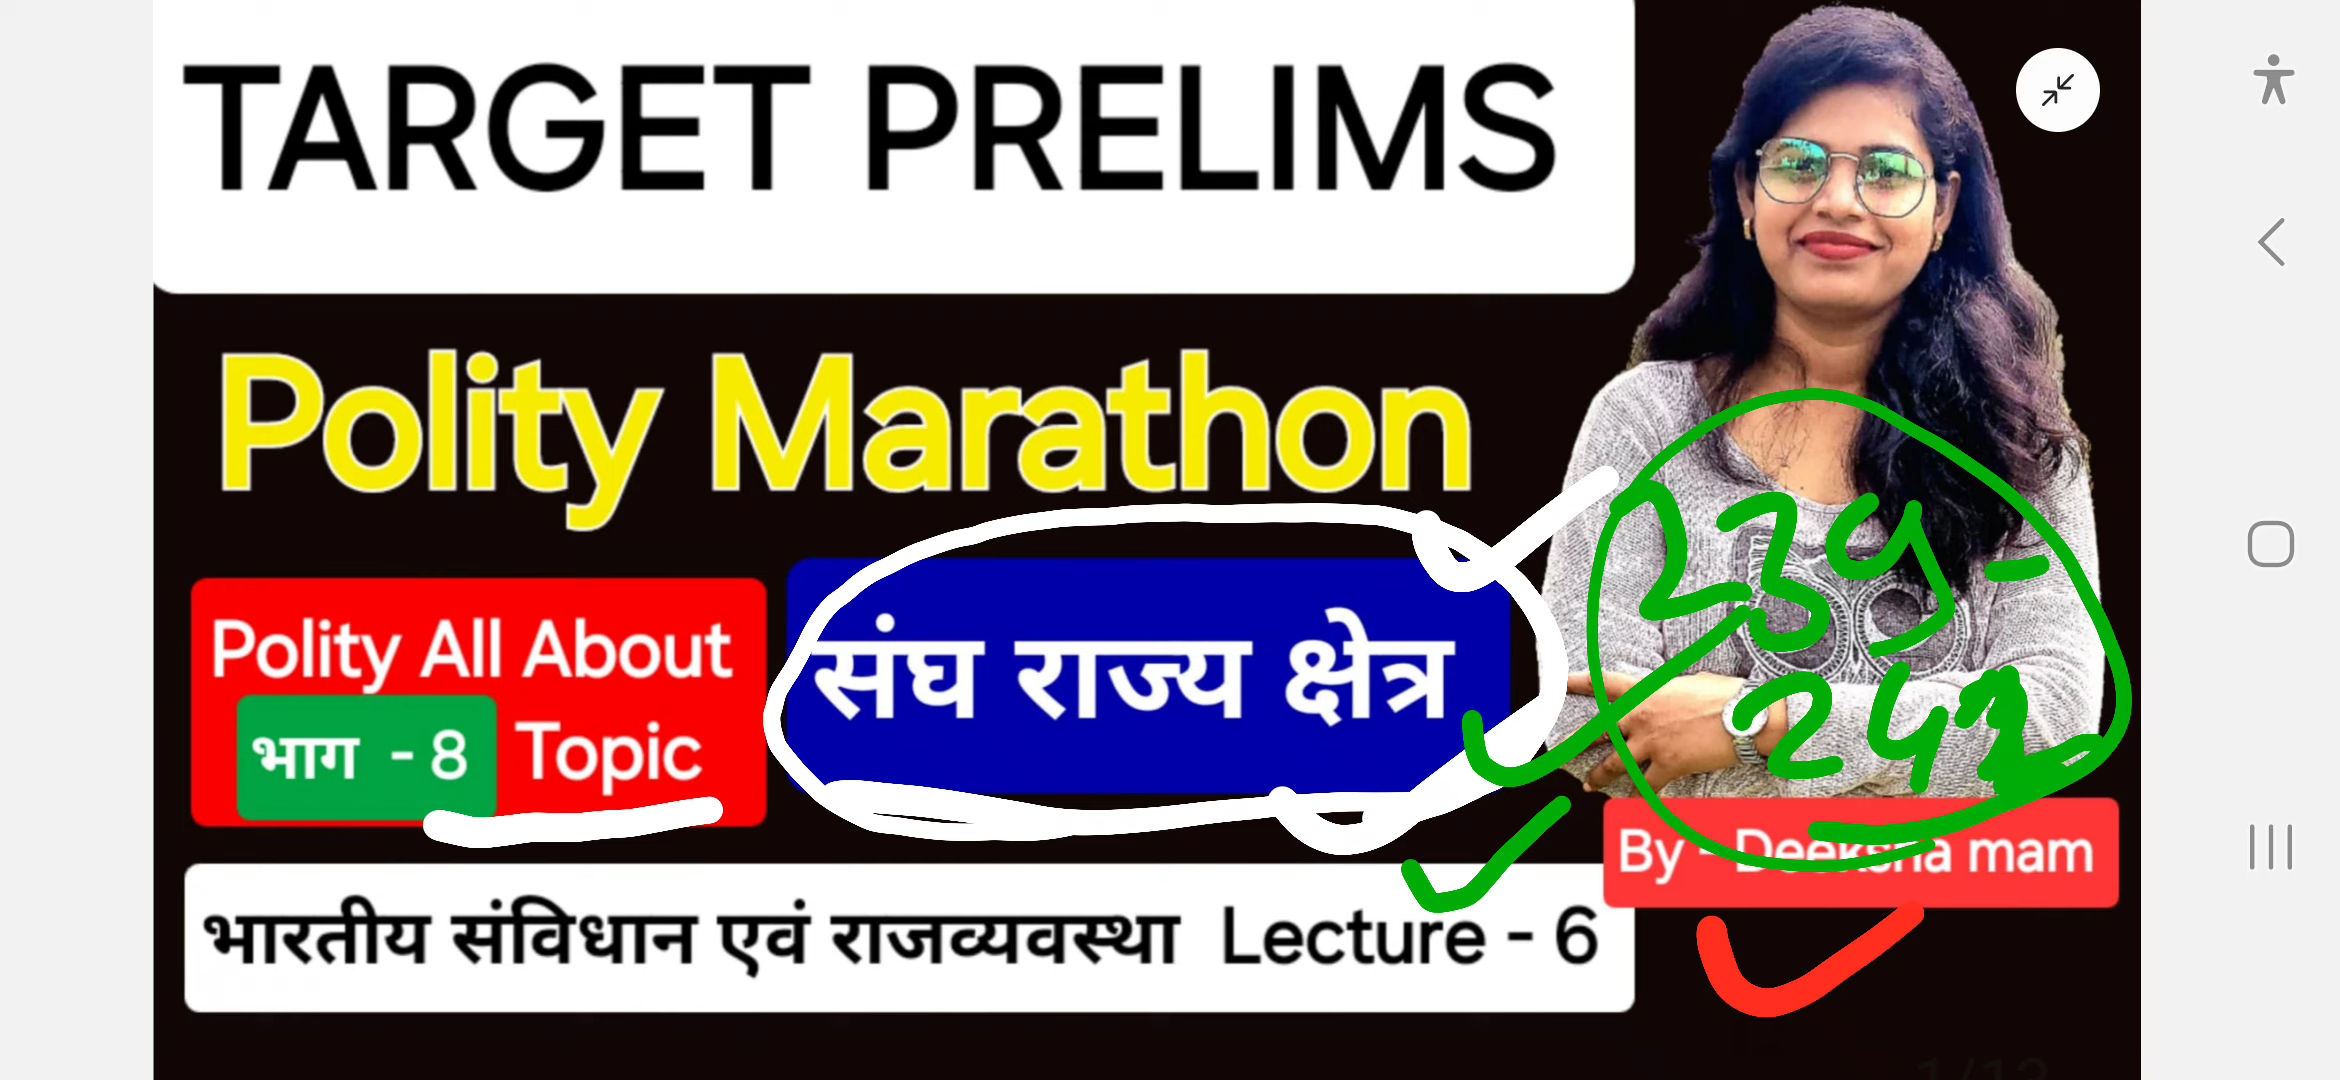 TARGET PRELIMS
Polity Marathon
Polity All About
भाग - 8 Topic
संघ राज्य क्षेत्र
239-
242
By - Deeksha mam
भारतीय संविधान एवं राजव्यवस्था Lecture - 6